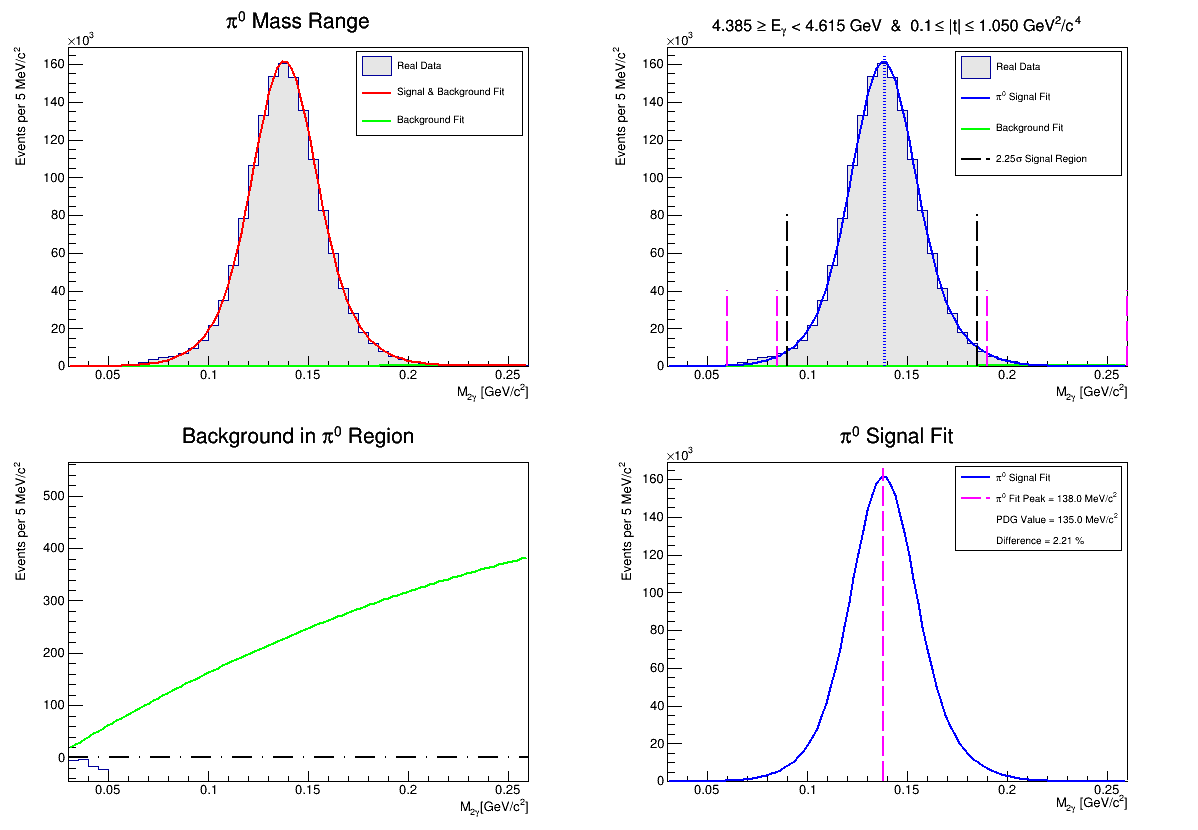 π⁰ Mass Range
×10³
Events per 5 MeV/c²
160
140
120
100
80
60
40
20
0
Real Data
Signal & Background Fit
Background Fit
0.05 0.1 0.15 0.2 0.25
M₂γ [GeV/c²]
4.385 ≥ Eγ < 4.615 GeV & 0.1 ≤ |t| ≤ 1.050 GeV²/c⁴
×10³
Events per 5 MeV/c²
160
140
120
100
80
60
40
20
0
Real Data
π⁰ Signal Fit
Background Fit
2.25σ Signal Region
0.05 0.1 0.15 0.2 0.25
M₂γ [GeV/c²]
Background in π⁰ Region
Events per 5 MeV/c²
500
400
300
200
100
0
0.05 0.1 0.15 0.2 0.25
M₂γ[GeV/c²]
π⁰ Signal Fit
×10³
Events per 5 MeV/c²
160
140
120
100
80
60
40
20
0
π⁰ Signal Fit
π⁰ Fit Peak = 138.0 MeV/c²
PDG Value = 135.0 MeV/c²
Difference = 2.21 %
0.05 0.1 0.15 0.2 0.25
M₂γ [GeV/c²]